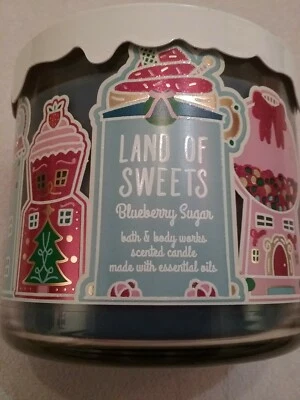 LAND OF
SWEETS
Blueberry Sugar
bath & body works
scented candle
made with essential oils